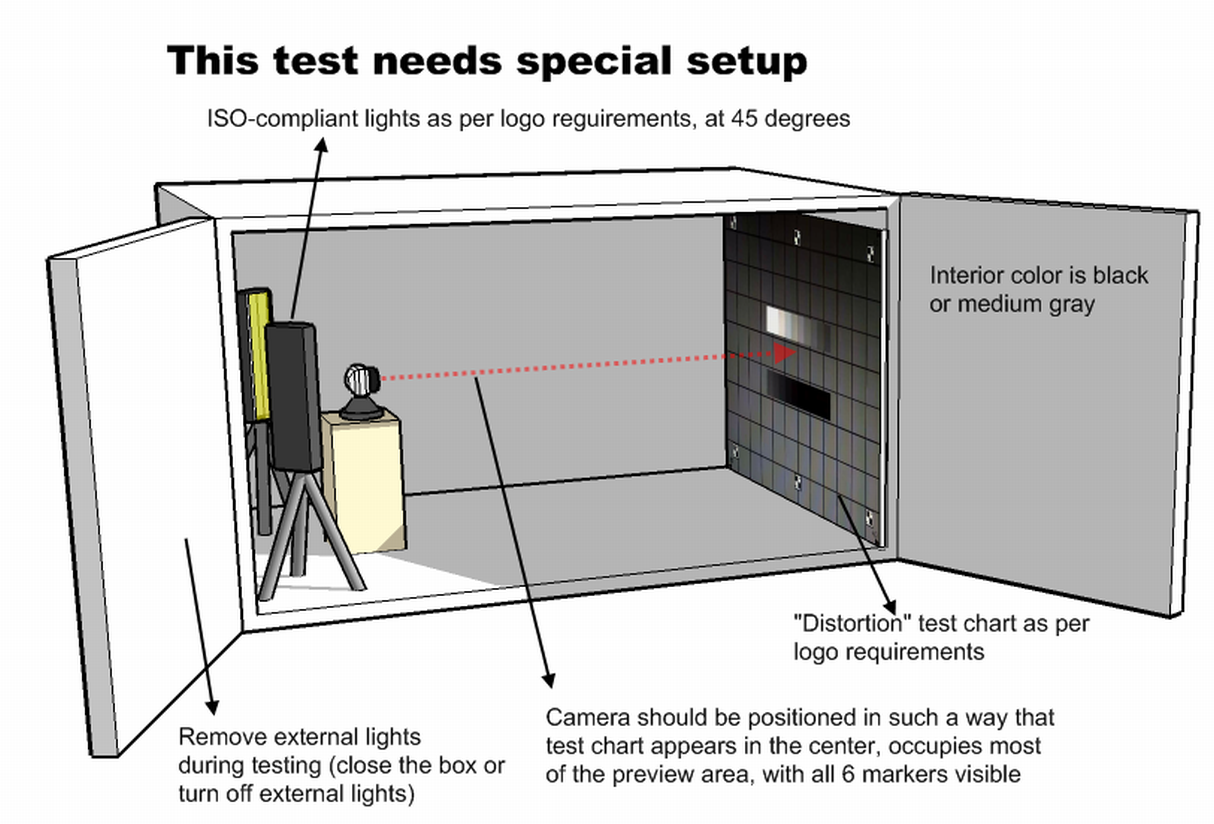 This test needs special setup
ISO-compliant lights as per logo reguirements, at 45 degrees
Interior color is black
or medium gray
"Distortion" test chart as per
logo requirements
Camera should be positioned in such a way that
test chart appears in the center, occupies most
of the preview area, with all 6 markers visible
Remove external lights
during testing (close the box or
turn off external lights)